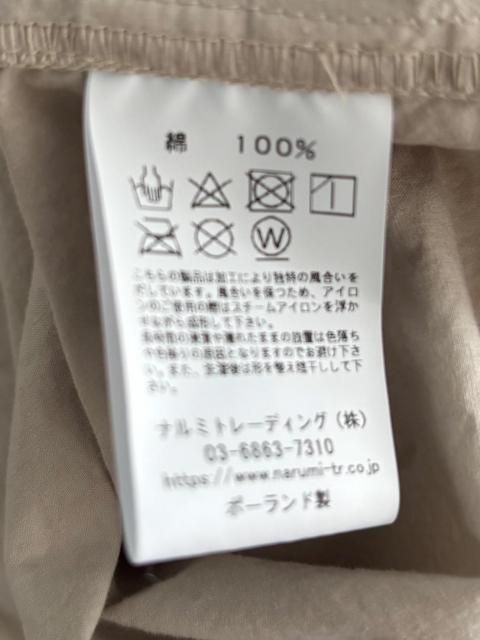 綿 100%
W
こちらの製品は加工により独特の風合いを
出しています。風合いを保つため、アイロ
ンのご使用の際はスチームアイロンを浮か
せながら成形して下さい。
長時間の浸漬や濡れたままの放置は色落ち
や色移りの原因となりますのでお避け下さ
い。また、洗濯後は形を整え陰干しして下
さい。
ナルミトレーディング(株)
03-6863-7310
https://www.narumi-tr.co.jp
ポーランド製